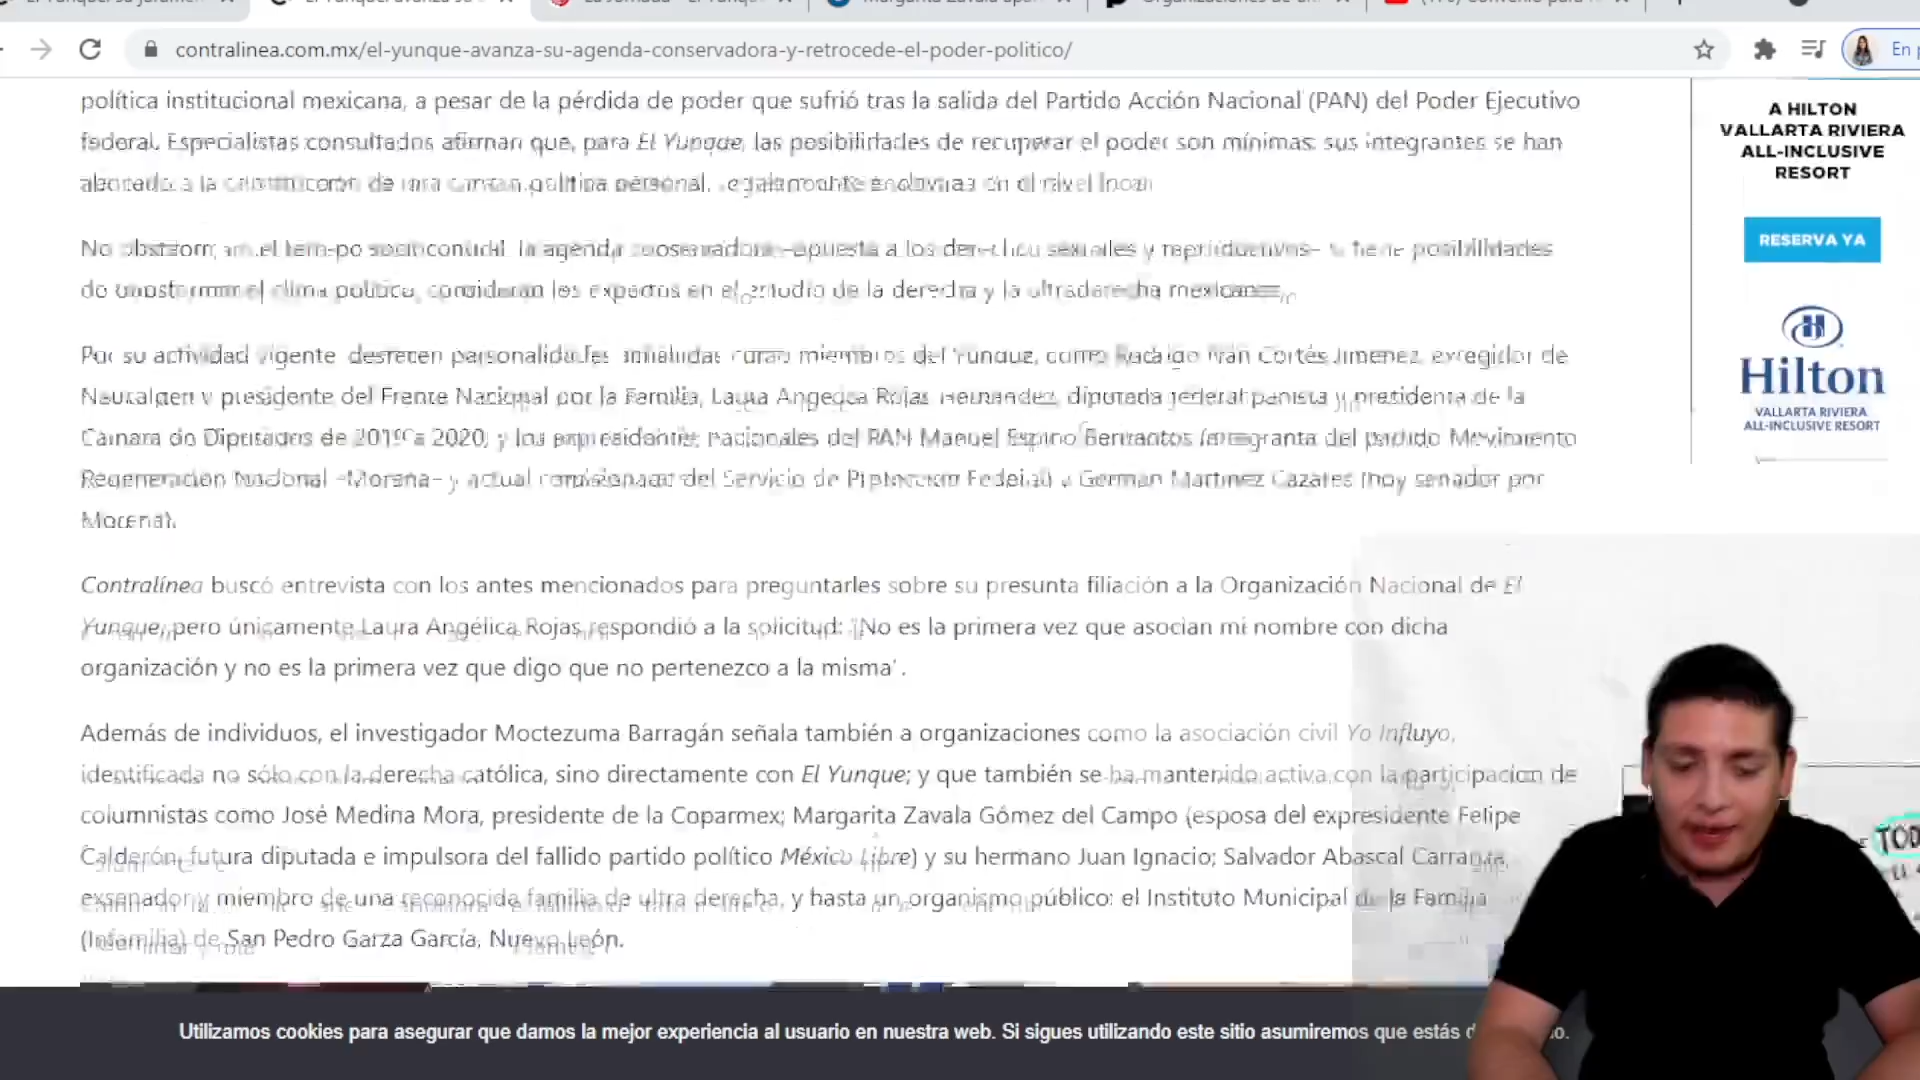 contralinea.com.mx/el-yunque-avanza-su-agenda-conservadora-y-retrocede-el-poder-politico/
En
política institucional mexicana, a pesar de la pérdida de poder que sufrió tras la salida del Partido Acción Nacional (PAN) del Poder Ejecutivo
federal. Especialistas consultados afirman que, para El Yunque, las posibilidades de recuperar el poder son mínimas: sus integrantes se han
a la de política personal, en el nivel local
No el la agenda a los derechos sexuales y reproductivos– sí tiene posibilidades
de el clima político, consideran los expertos en el estudio de la derecha y la ultraderecha mexicanas
Por su actividad vigente personalidades miembros del Yunque, como Rodrigo Iván Cortés Jiménez, exregidor de
Naucalpan y presidente del Frente Nacional por la Familia, Laura Angélica Rojas Hernández, diputada federal panista y presidenta de la
Cámara de Diputados de 2019 a 2020, y los expresidentes nacionales del PAN Manuel Espino (integrante del partido Movimiento
Regeneración Nacional –Morena– y actual comisionado del Servicio de Protección Federal) y Germán Martínez Cázares (hoy senador por
Morena).
Contralínea buscó entrevista con los antes mencionados para preguntarles sobre su presunta filiación a la Organización Nacional de El
Yunque, pero únicamente Laura Angélica Rojas respondió a la solicitud: "No es la primera vez que asocian mi nombre con dicha
organización y no es la primera vez que digo que no pertenezco a la misma".
Además de individuos, el investigador Moctezuma Barragán señala también a organizaciones como la asociación civil Yo Influyo,
identificada no sólo con la derecha católica, sino directamente con El Yunque; y que también se ha mantenido activa con la participación de
columnistas como José Medina Mora, presidente de la Coparmex; Margarita Zavala Gómez del Campo (esposa del expresidente Felipe
Calderón, futura diputada e impulsora del fallido partido político México Libre) y su hermano Juan Ignacio; Salvador Abascal Carranza,
exsenador y miembro de una reconocida familia de ultra derecha, y hasta un organismo público: el Instituto Municipal de la Familia
(Infamilia) de San Pedro Garza García, Nuevo León.
A HILTON
VALLARTA RIVIERA
ALL-INCLUSIVE
RESORT
RESERVA YA
Hilton
VALLARTA RIVIERA
ALL-INCLUSIVE RESORT
Utilizamos cookies para asegurar que damos la mejor experiencia al usuario en nuestra web. Si sigues utilizando este sitio asumiremos que estás